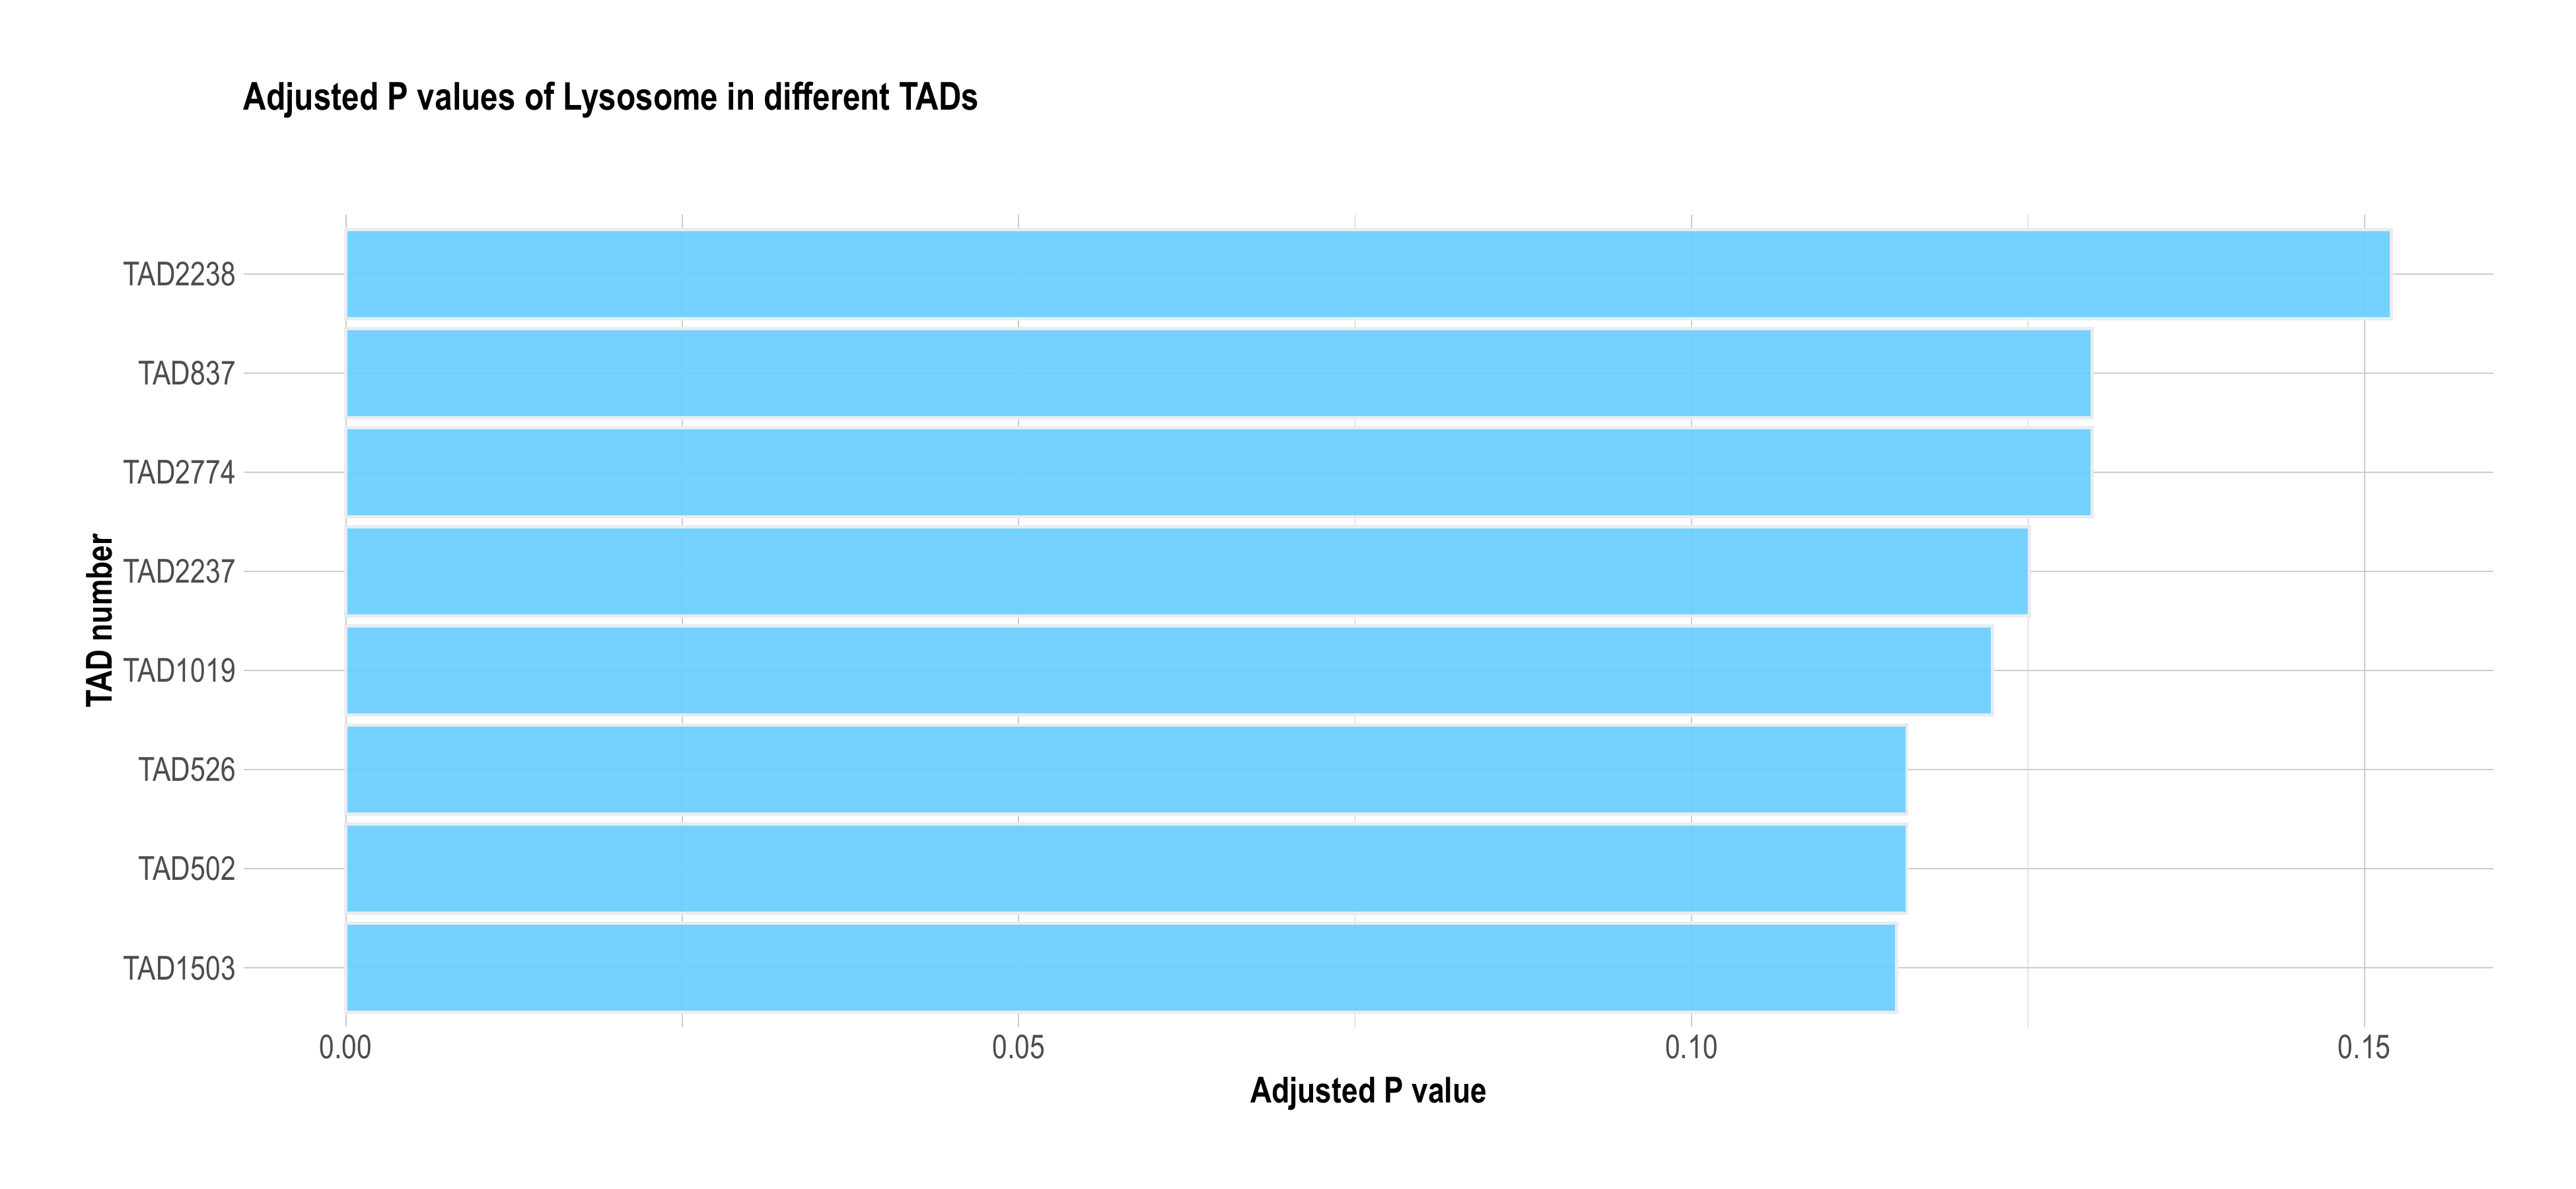 Adjusted P values of Lysosome in different TADs
TAD number
TAD2238
TAD837
TAD2774
TAD2237
TAD1019
TAD526
TAD502
TAD1503
0.00 0.05 0.10 0.15
Adjusted P value